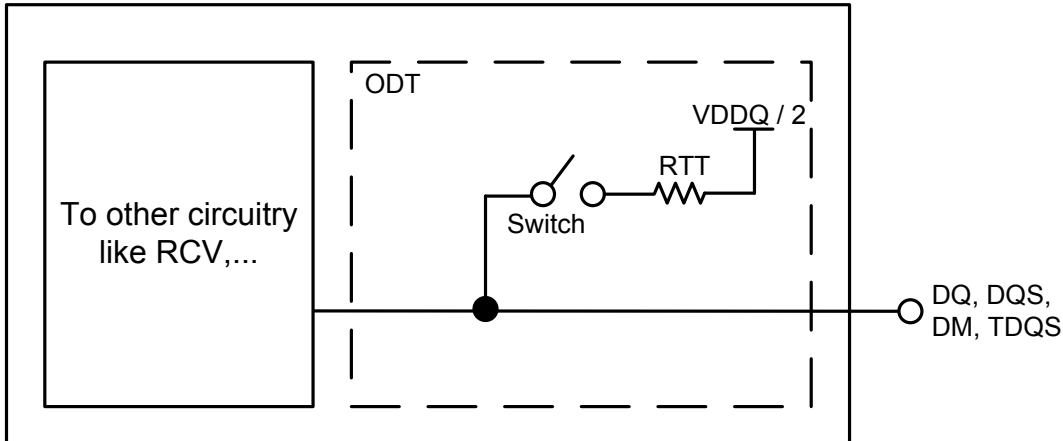 ODT
VDDQ / 2
RTT
Switch
To other circuitry
like RCV,...
DQ, DQS,
DM, TDQS